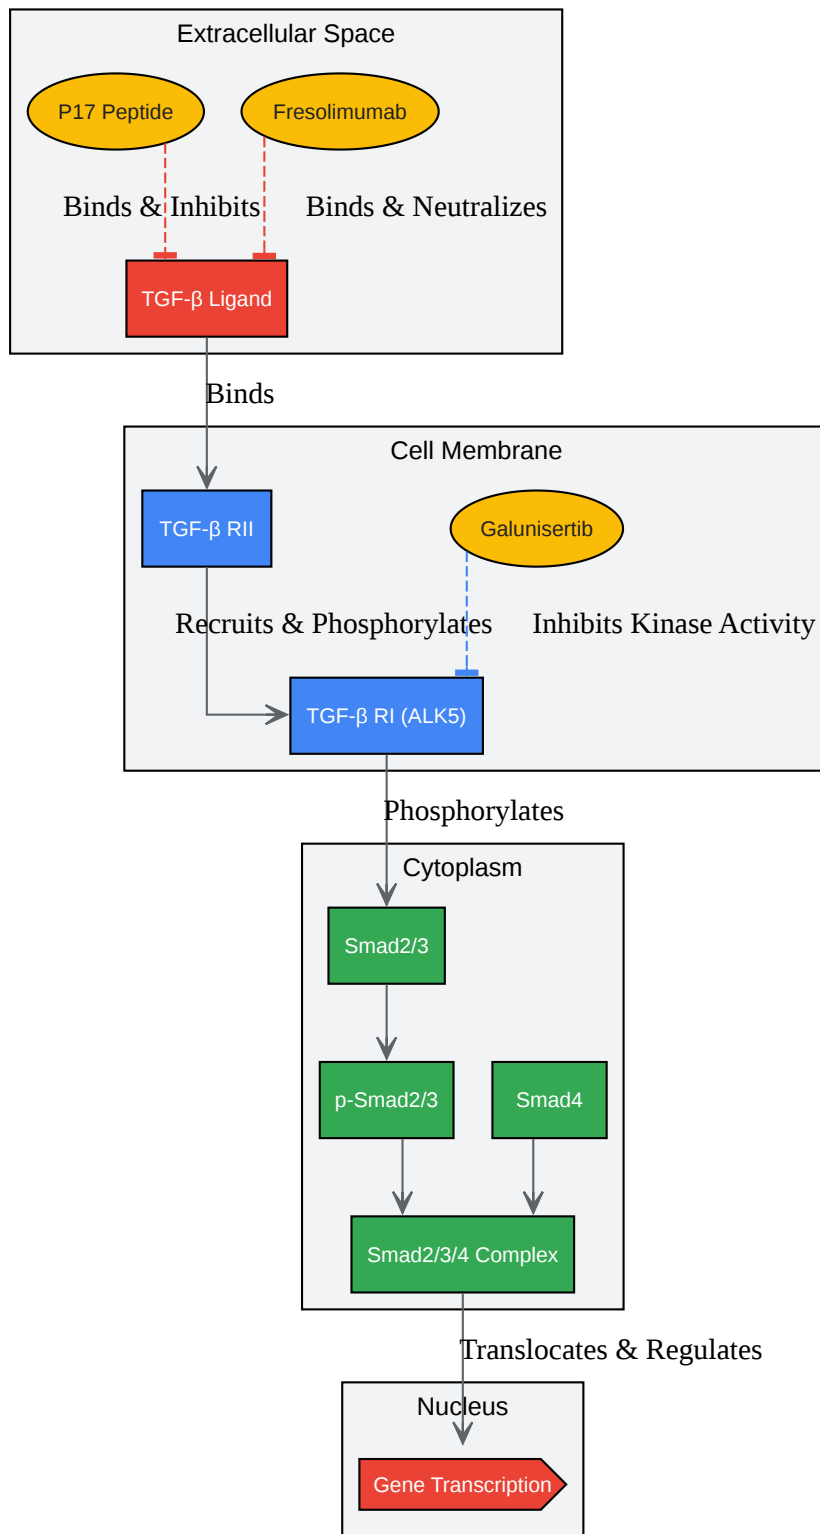 Extracellular Space
P17 Peptide
Fresolimumab
Binds & Inhibits
Binds & Neutralizes
TGF-β Ligand
Binds
Cell Membrane
TGF-β RII
Galunisertib
Recruits & Phosphorylates
Inhibits Kinase Activity
TGF-β RI (ALK5)
Phosphorylates
Cytoplasm
Smad2/3
p-Smad2/3
Smad4
Smad2/3/4 Complex
Translocates & Regulates
Nucleus
Gene Transcription